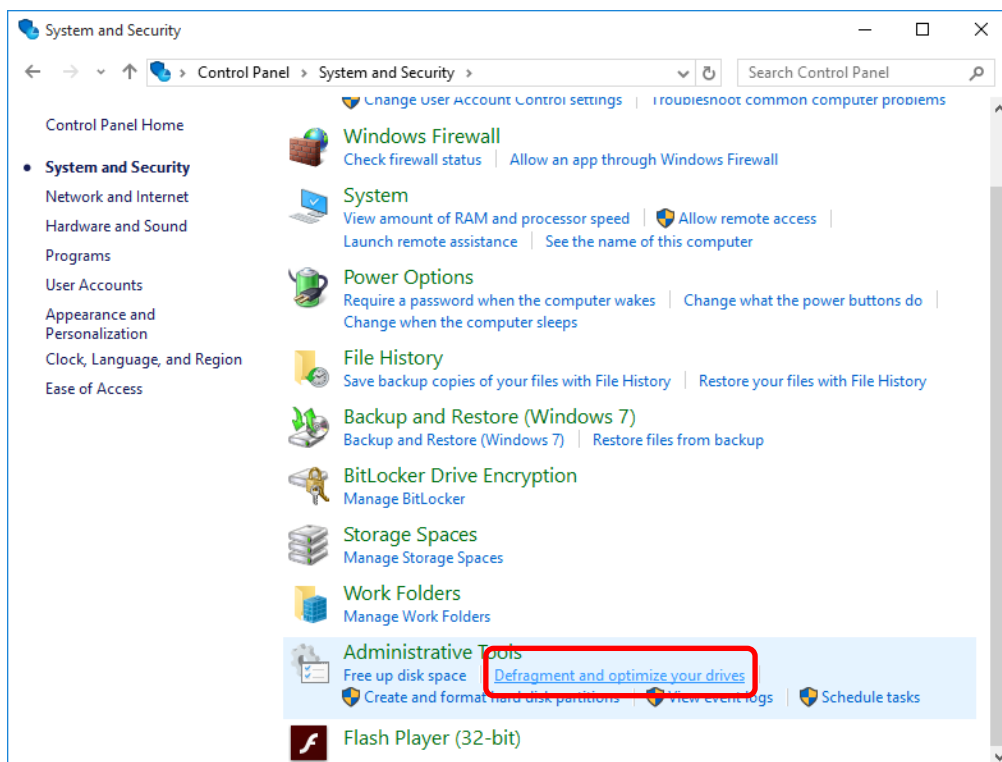 System and Security
Control Panel > System and Security >
Search Control Panel
Control Panel Home
System and Security
Network and Internet
Hardware and Sound
Programs
User Accounts
Appearance and
Personalization
Clock, Language, and Region
Ease of Access
Change User Account Control settings Troubleshoot common computer problems
Windows Firewall
Check firewall status Allow an app through Windows Firewall
System
View amount of RAM and processor speed Allow remote access
Launch remote assistance See the name of this computer
Power Options
Require a password when the computer wakes Change what the power buttons do
Change when the computer sleeps
File History
Save backup copies of your files with File History Restore your files with File History
Backup and Restore (Windows 7)
Backup and Restore (Windows 7) Restore files from backup
BitLocker Drive Encryption
Manage BitLocker
Storage Spaces
Manage Storage Spaces
Work Folders
Manage Work Folders
Administrative Tools
Free up disk space Defragment and optimize your drives
Create and format hard disk partitions View event logs Schedule tasks
Flash Player (32-bit)